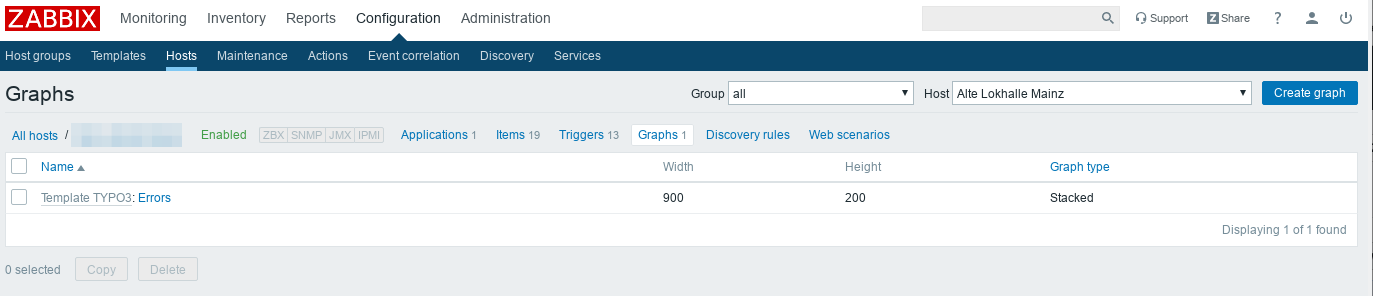 ZABBIX Monitoring Inventory Reports Configuration Administration Support Z Share ?
Host groups Templates Hosts Maintenance Actions Event correlation Discovery Services
Graphs Group all Host Alte Lokhalle Mainz Create graph
All hosts / Enabled ZBX SNMP JMX IPMI Applications 1 Items 19 Triggers 13 Graphs 1 Discovery rules Web scenarios
Name Width Height Graph type
Template TYPO3: Errors 900 200 Stacked
Displaying 1 of 1 found
0 selected Copy Delete